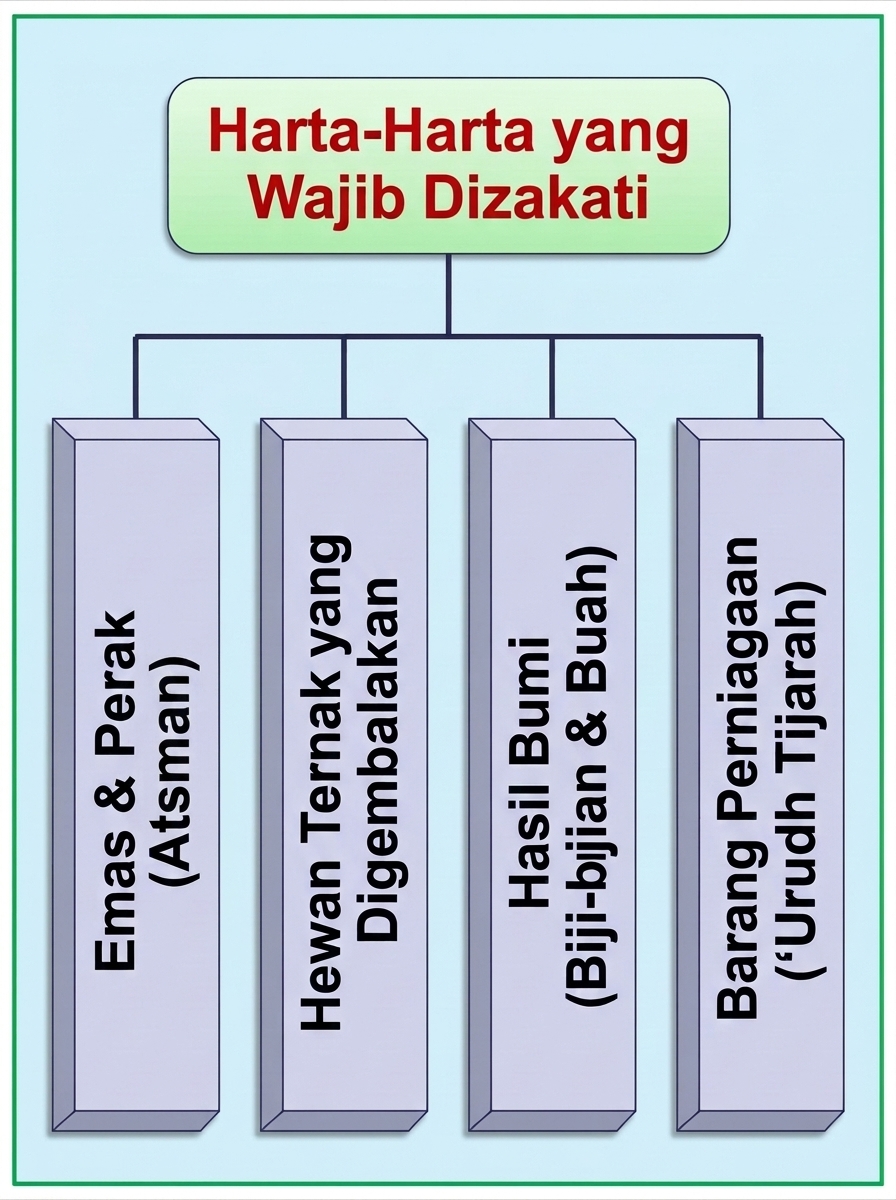 Harta-Harta yang
Wajib Dizakati
Emas & Perak
(Atsman)
Hewan Ternak yang
Digembalakan
Hasil Bumi
(Biji-bijian & Buah)
Barang Perniagaan
(‘Urudh Tijarah)